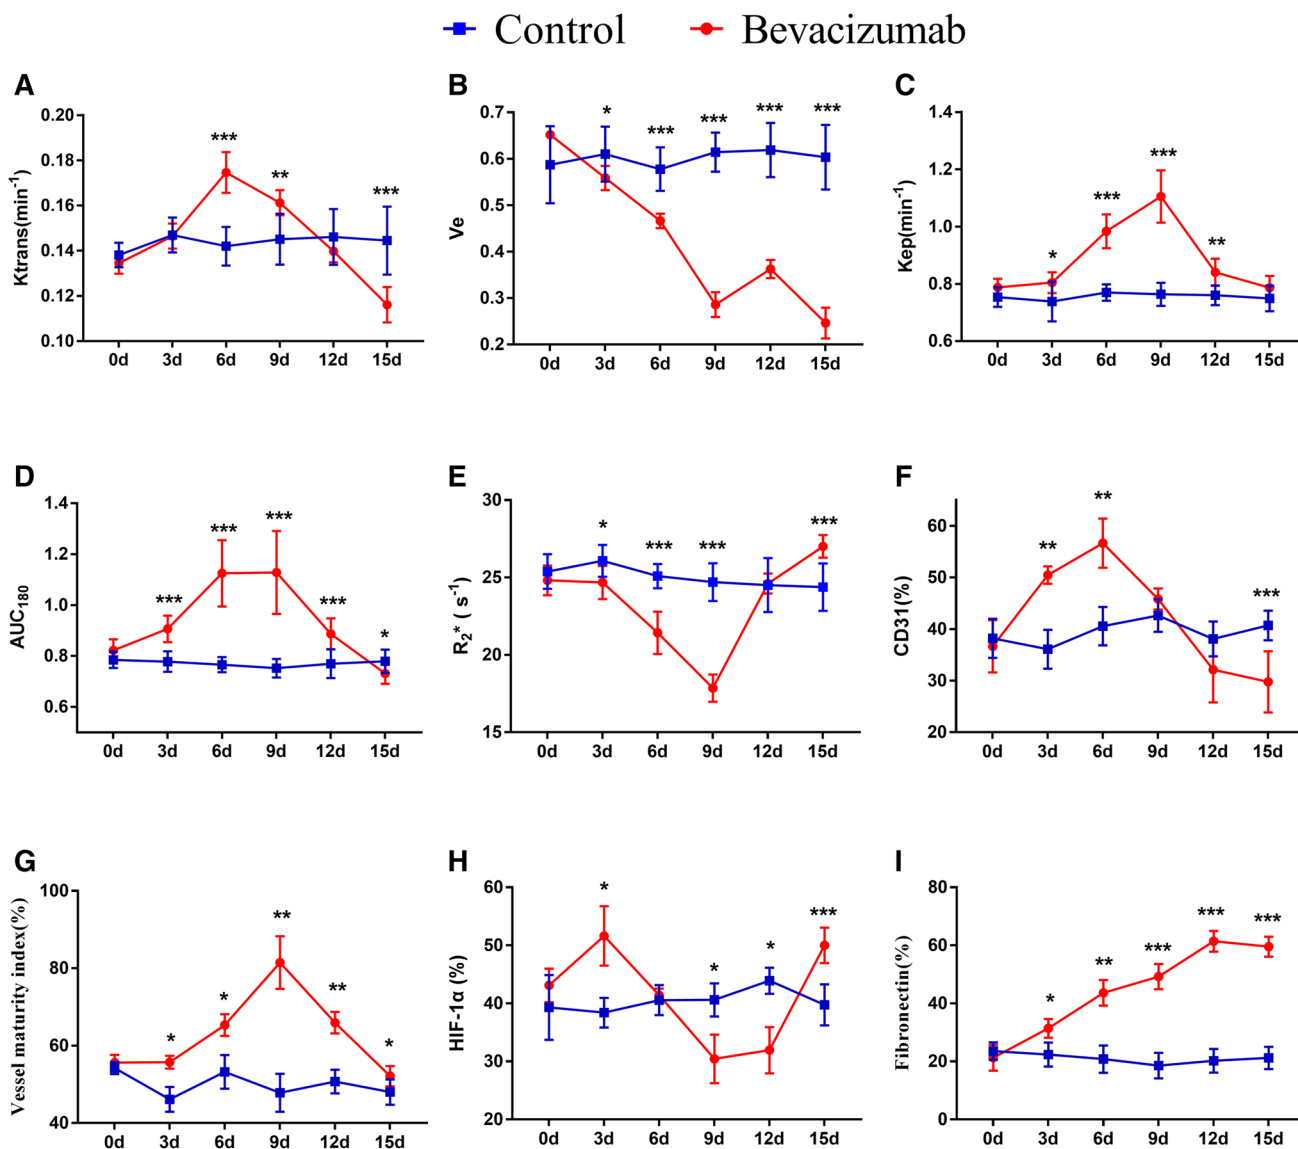 Control Bevacizumab
A
Ktrans(min⁻¹)
0.20
0.18
0.16
0.14
0.12
0.10
***
**
***
0d 3d 6d 9d 12d 15d
B
Ve
0.7
0.6
0.5
0.4
0.3
0.2
*
***
***
***
***
0d 3d 6d 9d 12d 15d
C
Kep(min⁻¹)
1.4
1.2
1.0
0.8
0.6
*
***
***
**
0d 3d 6d 9d 12d 15d
D
AUC₁₈₀
1.4
1.2
1.0
0.8
0.6
***
***
***
***
*
0d 3d 6d 9d 12d 15d
E
R₂* ( s⁻¹)
30
25
20
15
*
***
***
***
0d 3d 6d 9d 12d 15d
F
CD31(%)
60
50
40
30
20
**
**
***
0d 3d 6d 9d 12d 15d
G
Vessel maturity index(%)
100
80
60
40
*
*
**
**
*
0d 3d 6d 9d 12d 15d
H
HIF-1α (%)
60
50
40
30
20
*
*
*
***
0d 3d 6d 9d 12d 15d
I
Fibronectin(%)
80
60
40
20
0
*
**
***
***
***
0d 3d 6d 9d 12d 15d